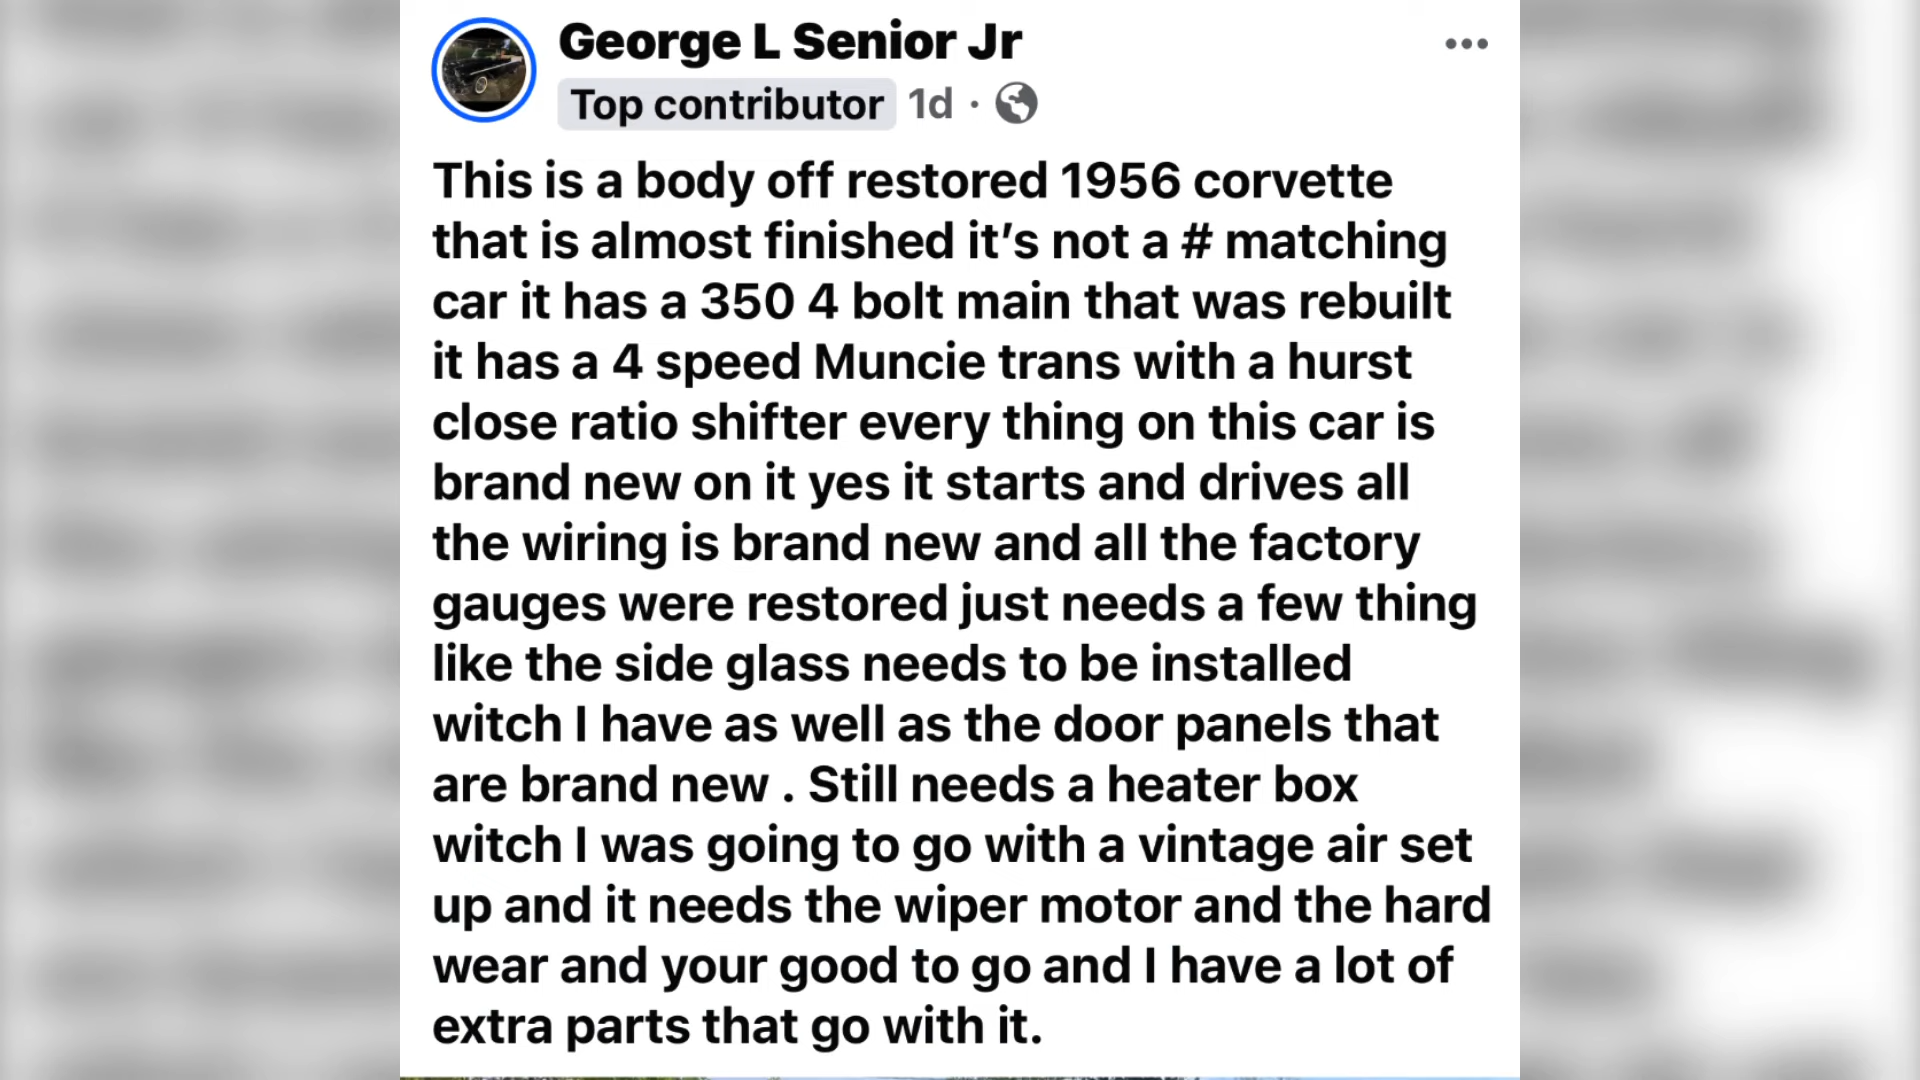 George L Senior Jr
Top contributor 1d ·
This is a body off restored 1956 corvette
that is almost finished it’s not a # matching
car it has a 350 4 bolt main that was rebuilt
it has a 4 speed Muncie trans with a hurst
close ratio shifter every thing on this car is
brand new on it yes it starts and drives all
the wiring is brand new and all the factory
gauges were restored just needs a few thing
like the side glass needs to be installed
witch I have as well as the door panels that
are brand new . Still needs a heater box
witch I was going to go with a vintage air set
up and it needs the wiper motor and the hard
wear and your good to go and I have a lot of
extra parts that go with it.